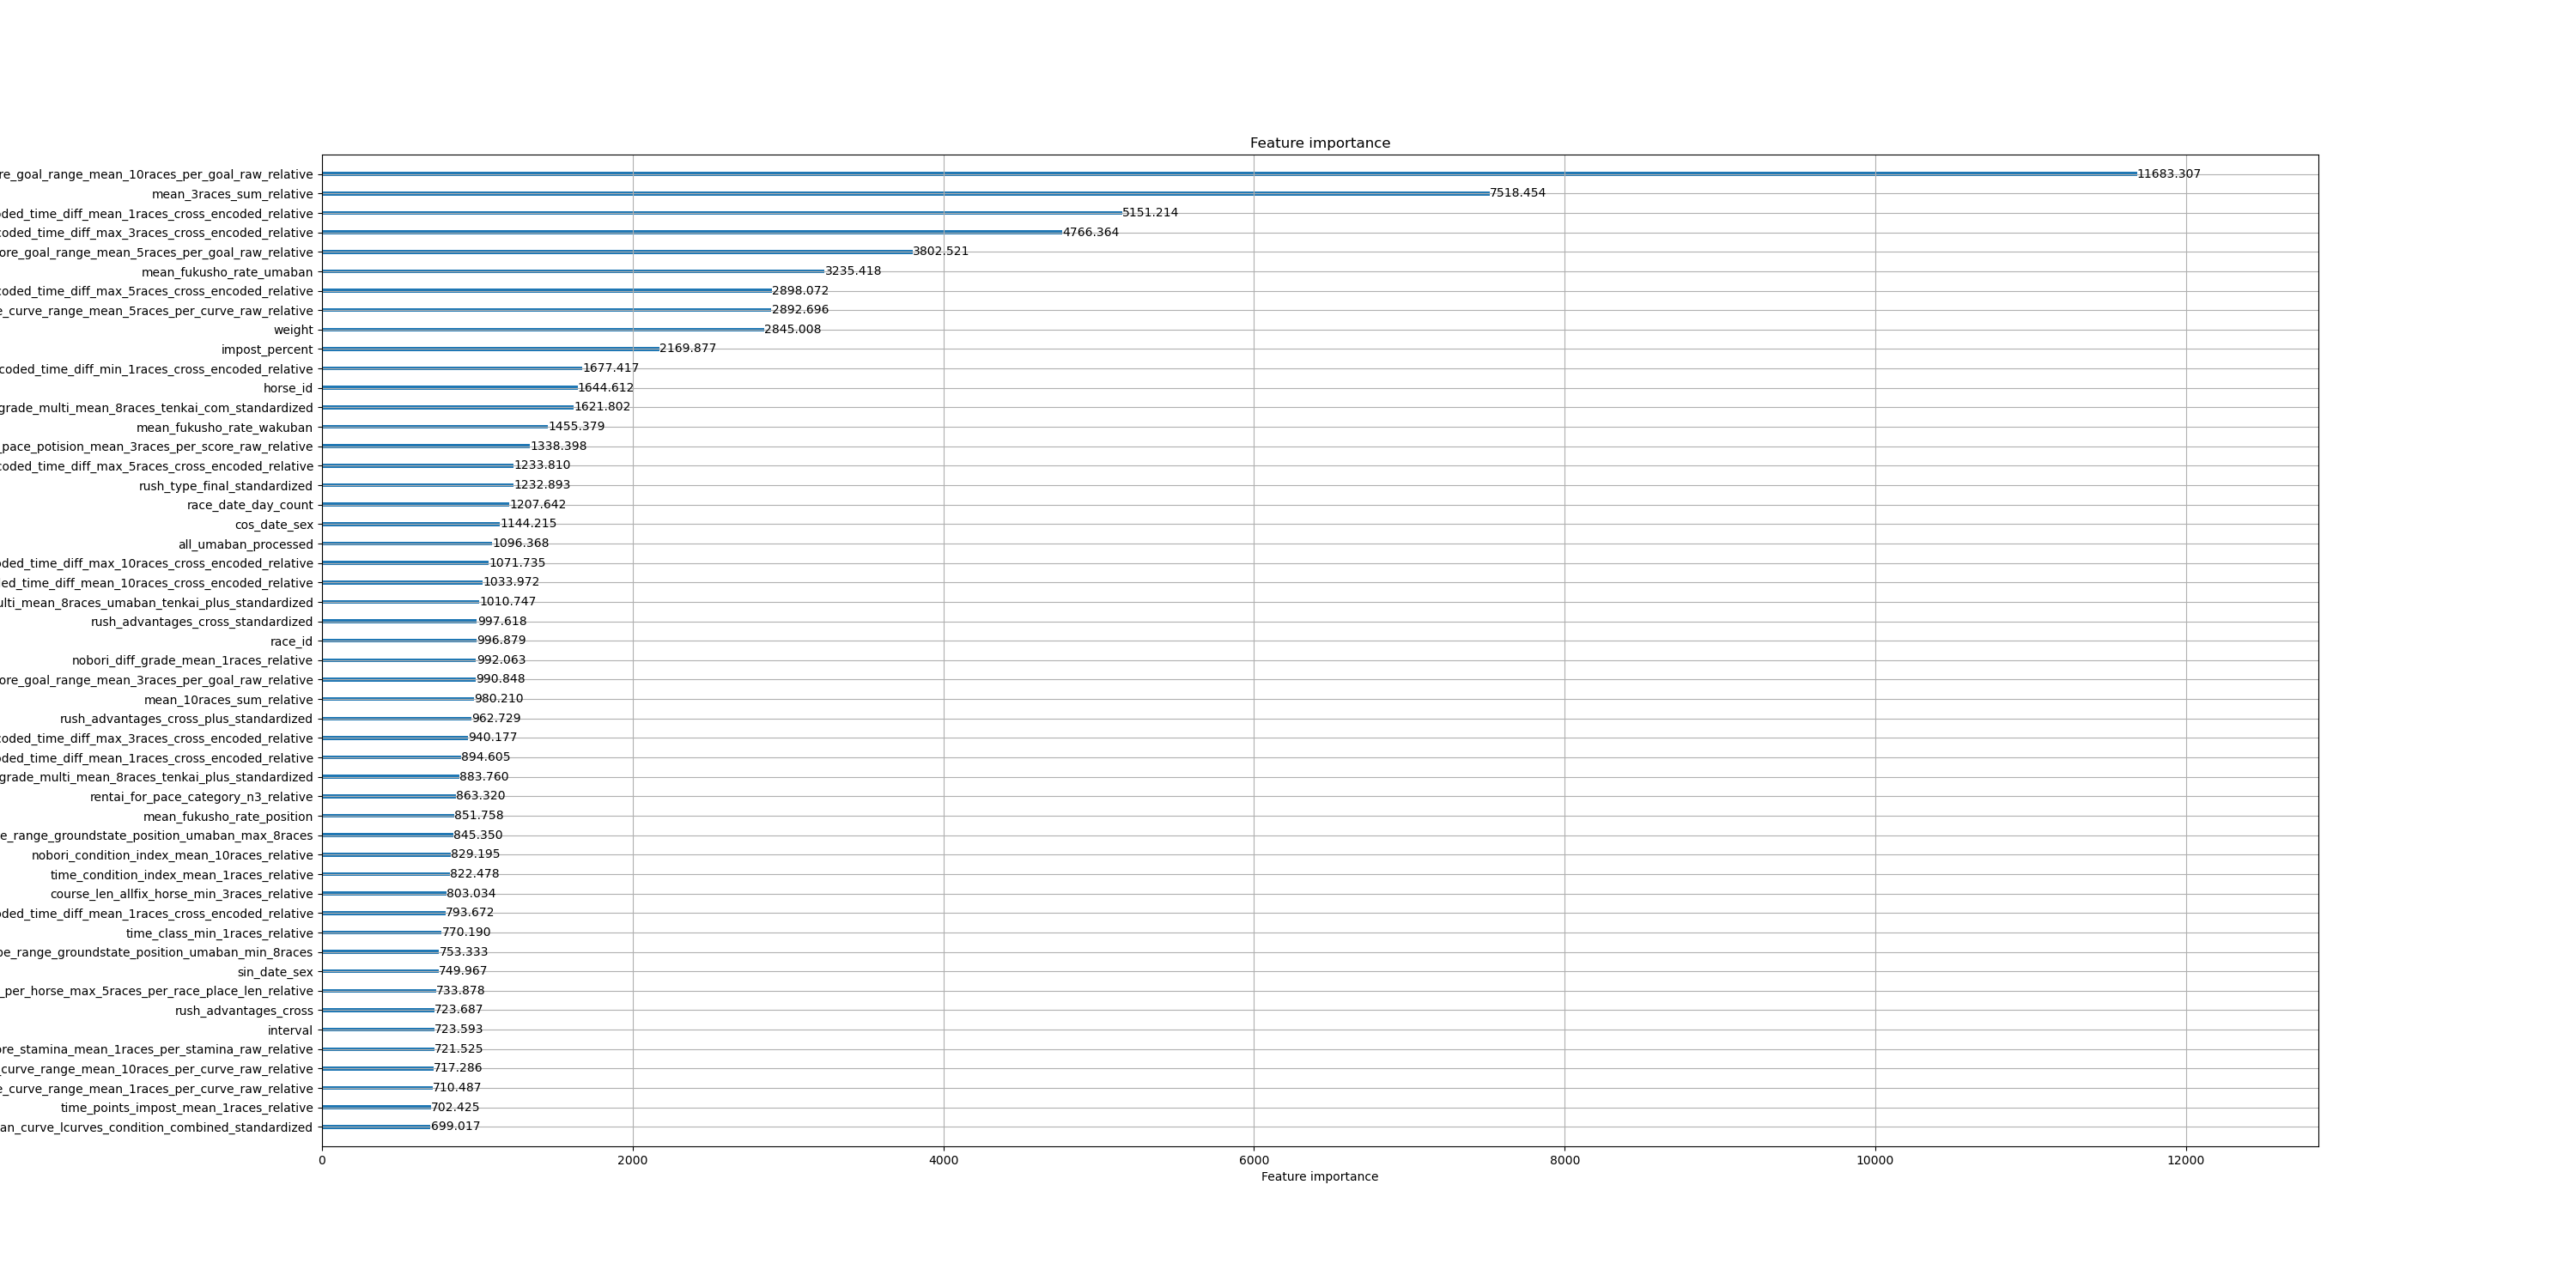 Feature importance
re_goal_range_mean_10races_per_goal_raw_relative 11683.307
mean_3races_sum_relative 7518.454
ded_time_diff_mean_1races_cross_encoded_relative 5151.214
coded_time_diff_max_3races_cross_encoded_relative 4766.364
ore_goal_range_mean_5races_per_goal_raw_relative 3802.521
mean_fukusho_rate_umaban 3235.418
coded_time_diff_max_5races_cross_encoded_relative 2898.072
e_curve_range_mean_5races_per_curve_raw_relative 2892.696
weight 2845.008
impost_percent 2169.877
coded_time_diff_min_1races_cross_encoded_relative 1677.417
horse_id 1644.612
grade_multi_mean_8races_tenkai_com_standardized 1621.802
mean_fukusho_rate_wakuban 1455.379
_pace_potision_mean_3races_per_score_raw_relative 1338.398
coded_time_diff_max_5races_cross_encoded_relative 1233.810
rush_type_final_standardized 1232.893
race_date_day_count 1207.642
cos_date_sex 1144.215
all_umaban_processed 1096.368
ded_time_diff_max_10races_cross_encoded_relative 1071.735
ed_time_diff_mean_10races_cross_encoded_relative 1033.972
ulti_mean_8races_umaban_tenkai_plus_standardized 1010.747
rush_advantages_cross_standardized 997.618
race_id 996.879
nobori_diff_grade_mean_1races_relative 992.063
ore_goal_range_mean_3races_per_goal_raw_relative 990.848
mean_10races_sum_relative 980.210
rush_advantages_cross_plus_standardized 962.729
coded_time_diff_max_3races_cross_encoded_relative 940.177
ded_time_diff_mean_1races_cross_encoded_relative 894.605
grade_multi_mean_8races_tenkai_plus_standardized 883.760
rentai_for_pace_category_n3_relative 863.320
mean_fukusho_rate_position 851.758
e_range_groundstate_position_umaban_max_8races 845.350
nobori_condition_index_mean_10races_relative 829.195
time_condition_index_mean_1races_relative 822.478
course_len_allfix_horse_min_3races_relative 803.034
ded_time_diff_mean_1races_cross_encoded_relative 793.672
time_class_min_1races_relative 770.190
pe_range_groundstate_position_umaban_min_8races 753.333
sin_date_sex 749.967
_per_horse_max_5races_per_race_place_len_relative 733.878
rush_advantages_cross 723.687
interval 723.593
ore_stamina_mean_1races_per_stamina_raw_relative 721.525
_curve_range_mean_10races_per_curve_raw_relative 717.286
e_curve_range_mean_1races_per_curve_raw_relative 710.487
time_points_impost_mean_1races_relative 702.425
an_curve_lcurves_condition_combined_standardized 699.017
0 2000 4000 6000 8000 10000 12000
Feature importance